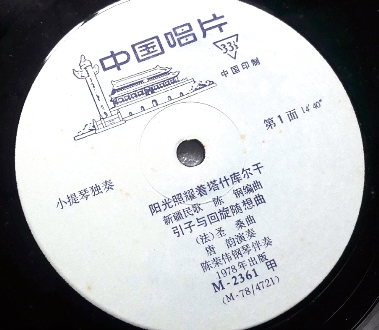 中国唱片
33⅓
中国印制
第1面 14′40″
小提琴独奏
阳光照耀着塔什库尔干
新疆民歌 陈钢编曲
引子与回旋随想曲
(法)圣桑曲
唐韵演奏
陈荣伟钢琴伴奏
1978年出版
M-2361 甲
(M-78/4721)